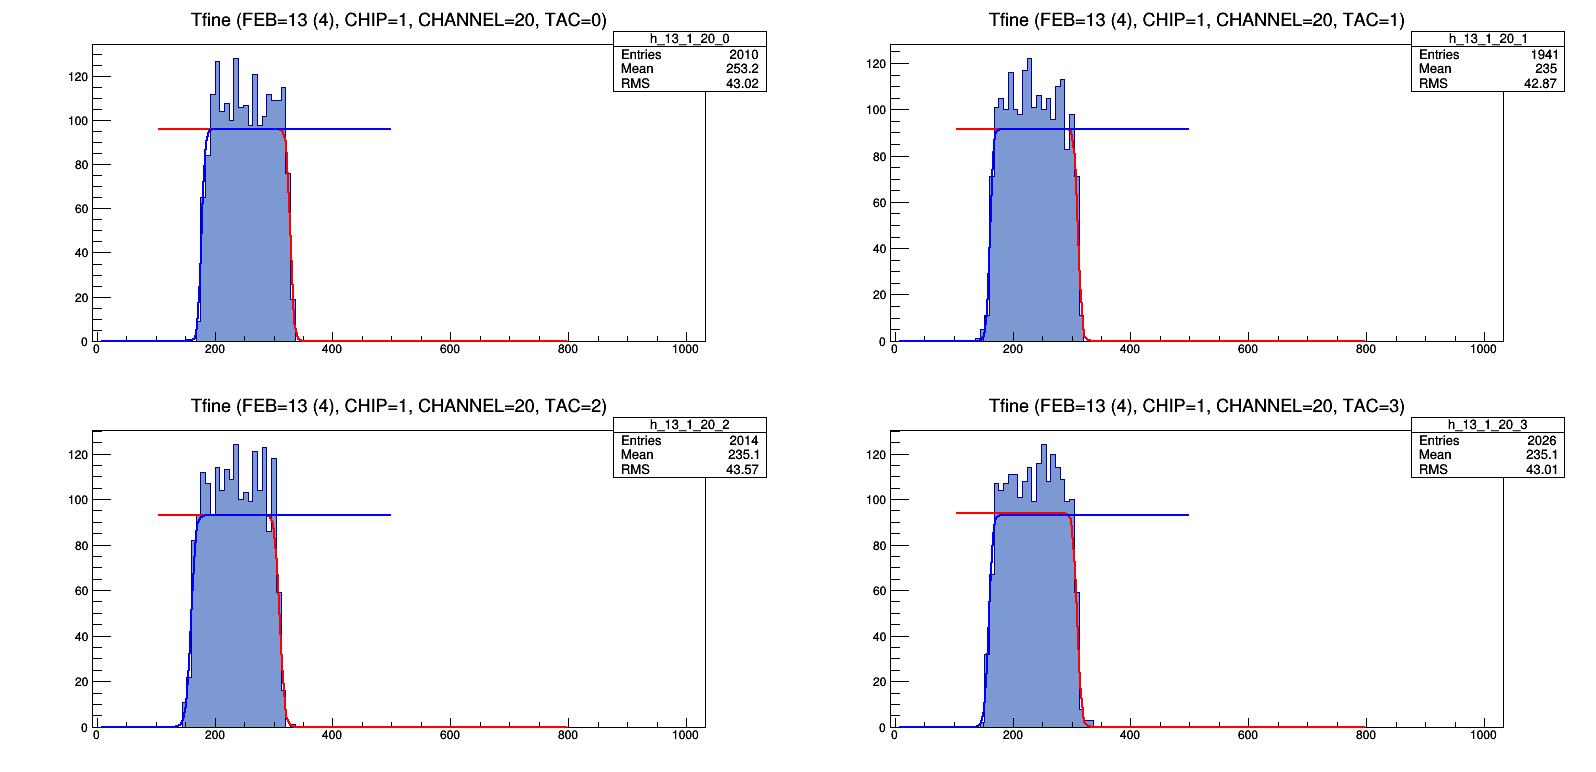 Tfine (FEB=13 (4), CHIP=1, CHANNEL=20, TAC=0)
h_13_1_20_0
Entries 2010
Mean 253.2
RMS 43.02
120
100
80
60
40
20
0
0 200 400 600 800 1000
Tfine (FEB=13 (4), CHIP=1, CHANNEL=20, TAC=1)
h_13_1_20_1
Entries 1941
Mean 235
RMS 42.87
120
100
80
60
40
20
0
0 200 400 600 800 1000
Tfine (FEB=13 (4), CHIP=1, CHANNEL=20, TAC=2)
h_13_1_20_2
Entries 2014
Mean 235.1
RMS 43.57
120
100
80
60
40
20
0
0 200 400 600 800 1000
Tfine (FEB=13 (4), CHIP=1, CHANNEL=20, TAC=3)
h_13_1_20_3
Entries 2026
Mean 235.1
RMS 43.01
120
100
80
60
40
20
0
0 200 400 600 800 1000